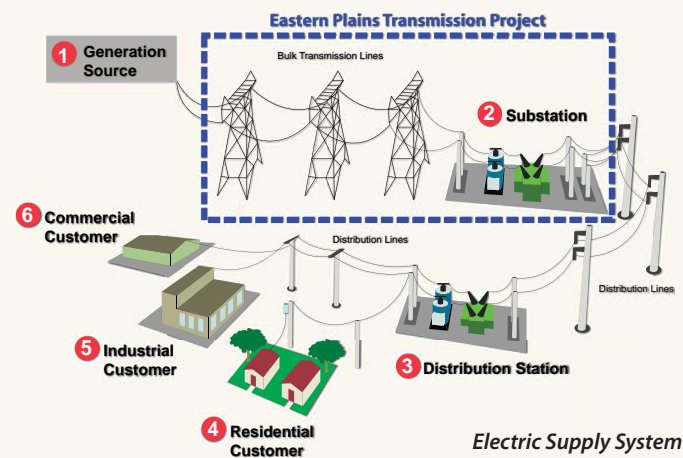 Eastern Plains Transmission Project
1 Generation
Source
Bulk Transmission Lines
2 Substation
6 Commercial
Customer
Distribution Lines
Distribution Lines
5 Industrial
Customer
3 Distribution Station
4 Residential
Customer
Electric Supply System